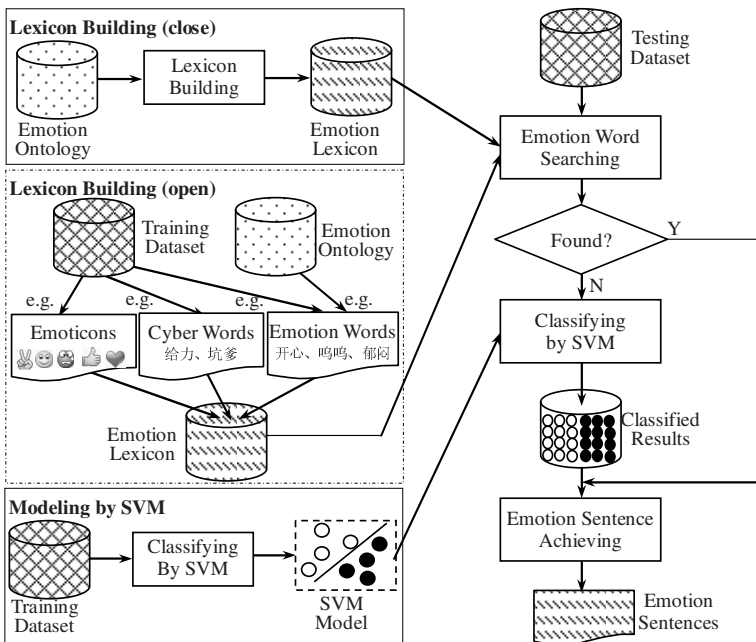 Lexicon Building (close)
Emotion
Ontology
Lexicon
Building
Emotion
Lexicon
Lexicon Building (open)
Training
Dataset
Emotion
Ontology
e.g.
e.g.
e.g.
e.g.
Emoticons
Cyber Words
给力、坑爹
Emotion Words
开心、呜呜、郁闷
Emotion
Lexicon
Modeling by SVM
Training
Dataset
Classifying
By SVM
SVM
Model
Testing
Dataset
Emotion Word
Searching
Found?
Y
N
Classifying
by SVM
Classified
Results
Emotion Sentence
Achieving
Emotion
Sentences